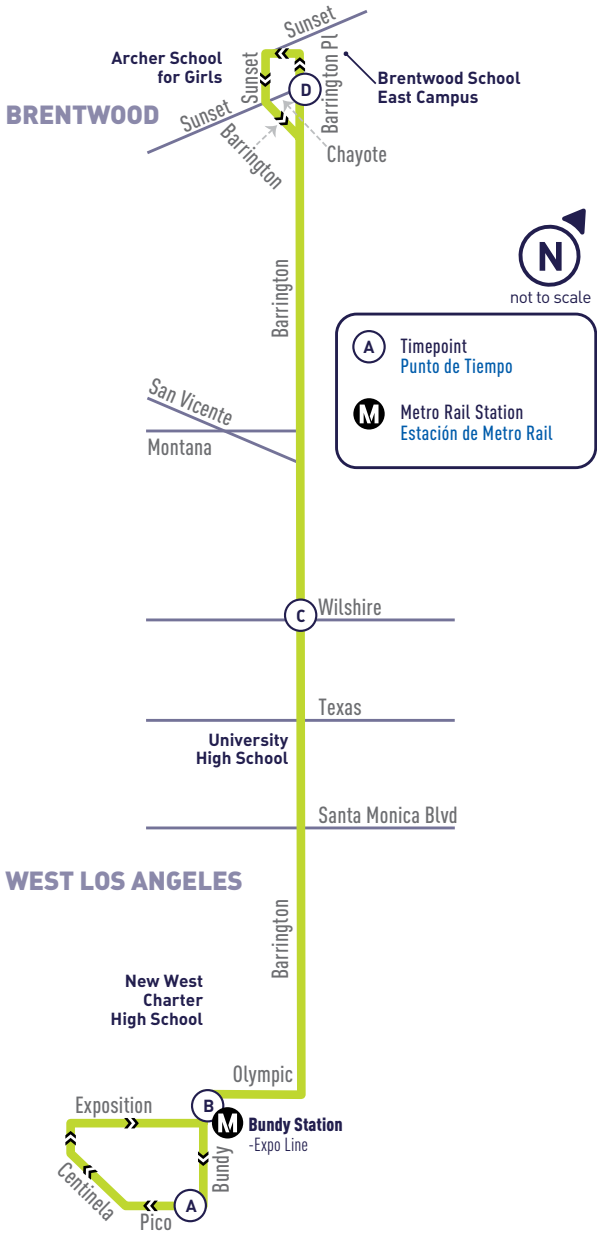 Sunset
Archer School
for Girls
Sunset
Barrington Pl
Brentwood School
East Campus
D
BRENTWOOD
Sunset
Barrington
Chayote
N
not to scale
Barrington
A Timepoint
Punto de Tiempo
M Metro Rail Station
Estación de Metro Rail
San Vicente
Montana
C
Wilshire
Texas
University
High School
Santa Monica Blvd
WEST LOS ANGELES
Barrington
New West
Charter
High School
Olympic
Exposition
B
M
Bundy Station
-Expo Line
Bundy
Centinela
A
Pico